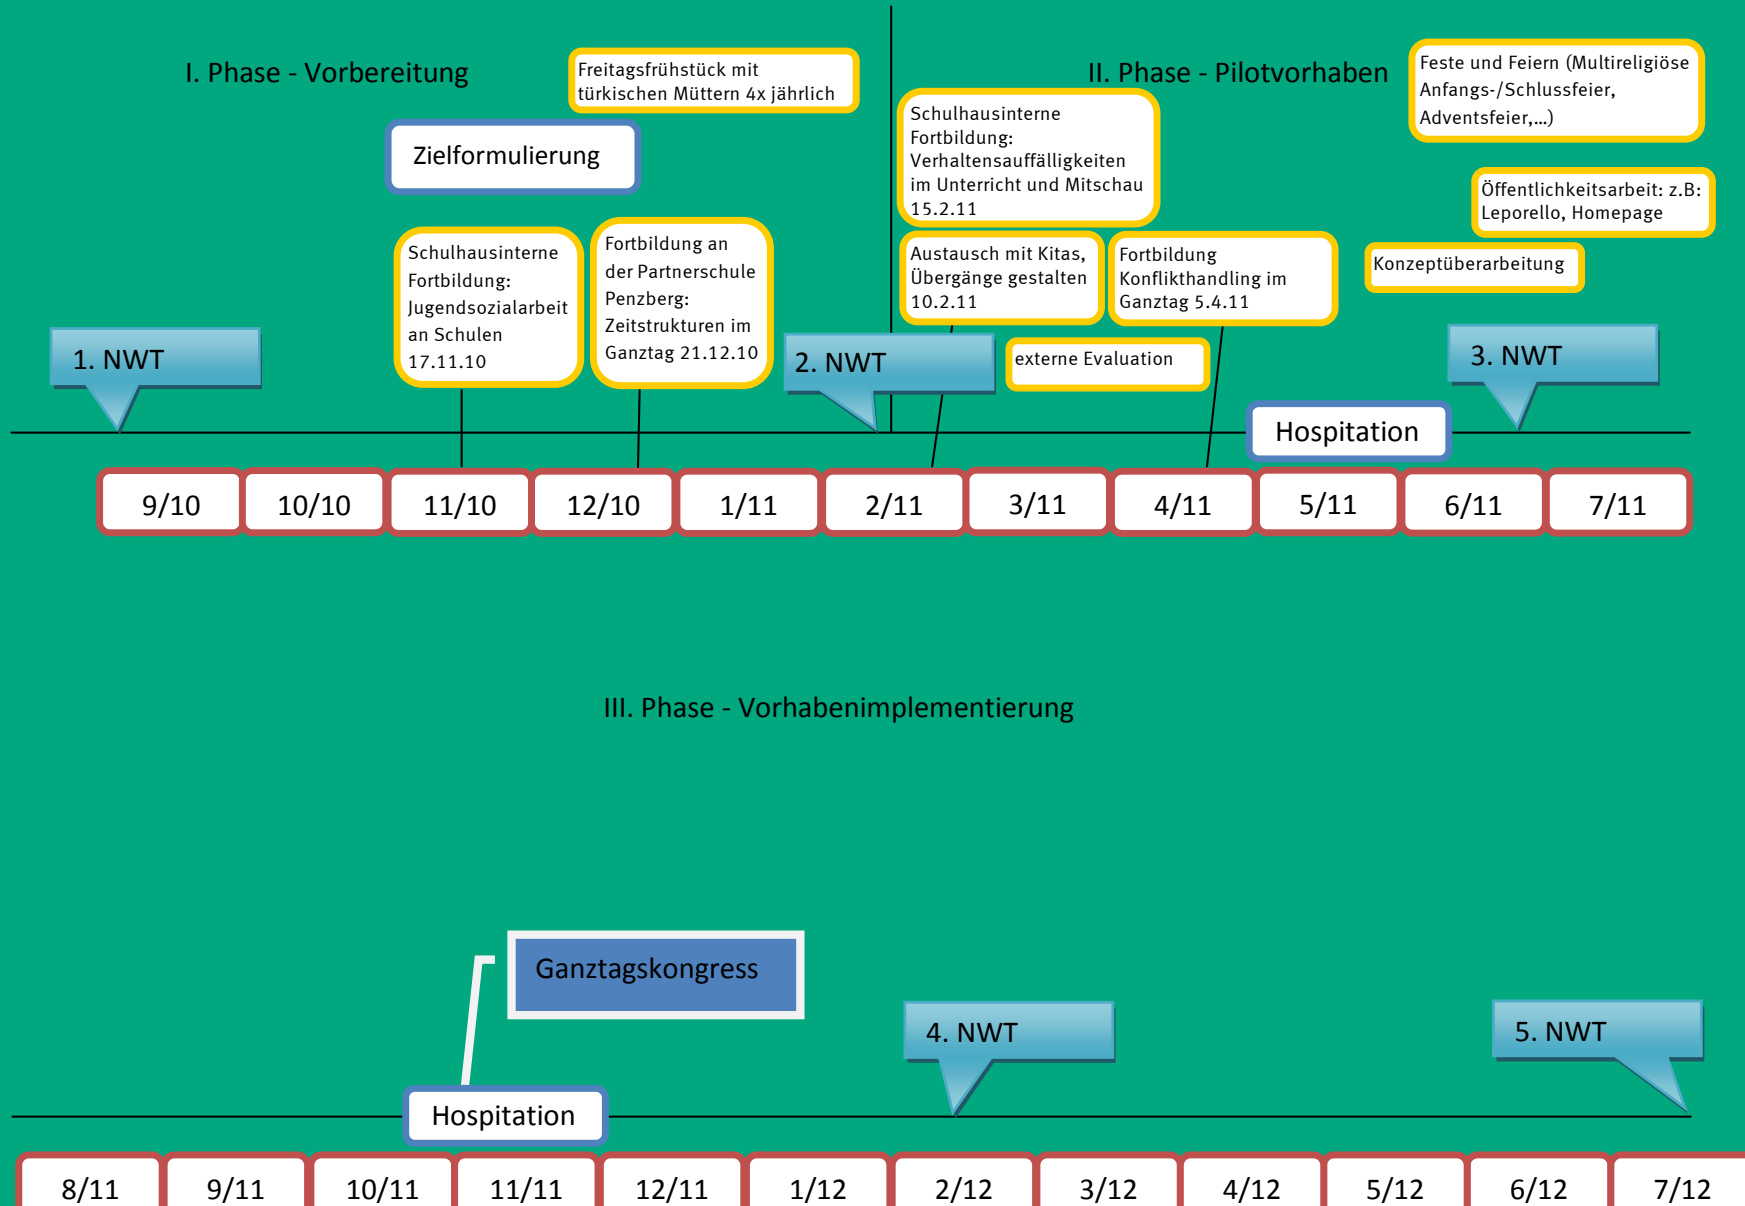 I. Phase - Vorbereitung
Freitagsfrühstück mit
türkischen Müttern 4x jährlich
Zielformulierung
Schulhausinterne
Fortbildung:
Jugendsozialarbeit
an Schulen
17.11.10
Fortbildung an
der Partnerschule
Penzberg:
Zeitstrukturen im
Ganztag 21.12.10
1. NWT
2. NWT
II. Phase - Pilotvorhaben
Feste und Feiern (Multireligiöse
Anfangs-/Schlussfeier,
Adventsfeier,...)
Schulhausinterne
Fortbildung:
Verhaltensauffälligkeiten
im Unterricht und Mitschau
15.2.11
Öffentlichkeitsarbeit: z.B:
Leporello, Homepage
Austausch mit Kitas,
Übergänge gestalten
10.2.11
Fortbildung
Konflikthandling im
Ganztag 5.4.11
Konzeptüberarbeitung
externe Evaluation
3. NWT
Hospitation
9/10
10/10
11/10
12/10
1/11
2/11
3/11
4/11
5/11
6/11
7/11
III. Phase - Vorhabenimplementierung
Ganztagskongress
4. NWT
5. NWT
Hospitation
8/11
9/11
10/11
11/11
12/11
1/12
2/12
3/12
4/12
5/12
6/12
7/12